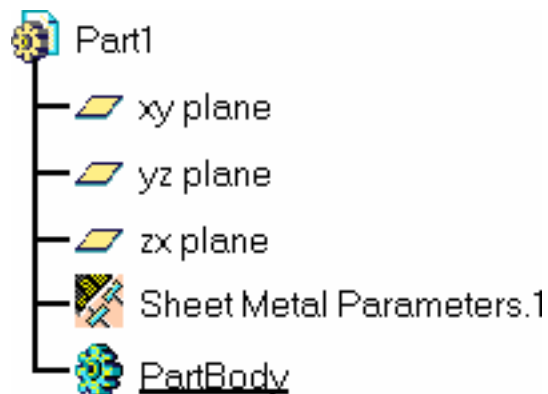 Part1
xy plane
yz plane
zx plane
Sheet Metal Parameters.1
PartBody